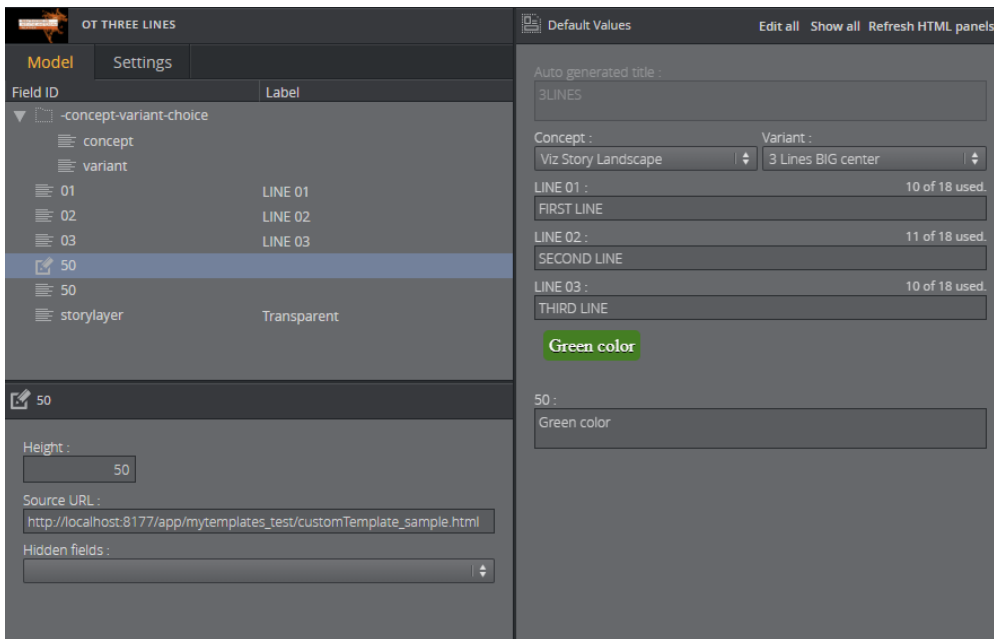 OT THREE LINES
Model Settings
Field ID Label
-concept-variant-choice
concept
variant
01 LINE 01
02 LINE 02
03 LINE 03
50
50
storylayer Transparent
50
Height :
50
Source URL :
http://localhost:8177/app/mytemplates_test/customTemplate_sample.html
Hidden fields :
Default Values Edit all Show all Refresh HTML panels
Auto generated title :
3LINES
Concept : Variant :
Viz Story Landscape 3 Lines BIG center
LINE 01 : 10 of 18 used.
FIRST LINE
LINE 02 : 11 of 18 used.
SECOND LINE
LINE 03 : 10 of 18 used.
THIRD LINE
Green color
50 :
Green color